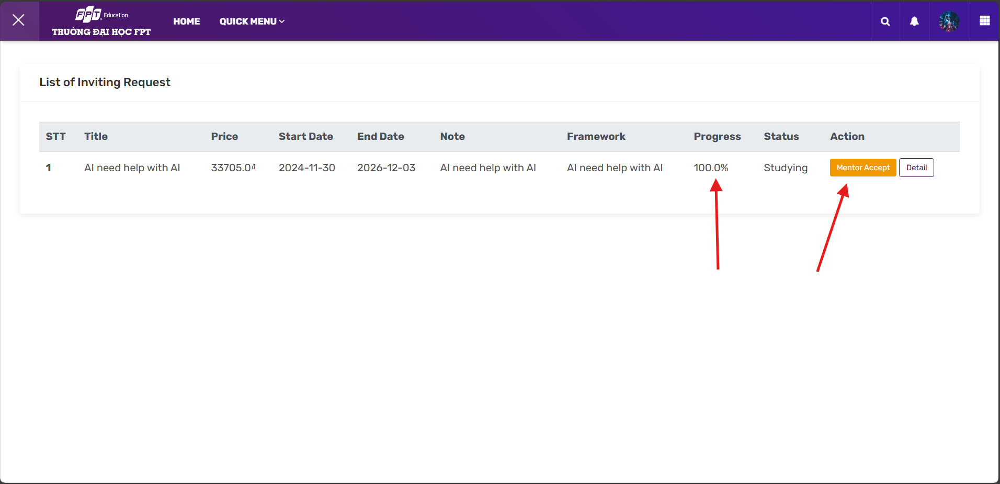 FPT Education
TRƯỜNG ĐẠI HỌC FPT
HOME QUICK MENU
List of Inviting Request
STT Title Price Start Date End Date Note Framework Progress Status Action
1 AI need help with AI 33705.0₫ 2024-11-30 2026-12-03 AI need help with AI AI need help with AI 100.0% Studying Mentor Accept Detail